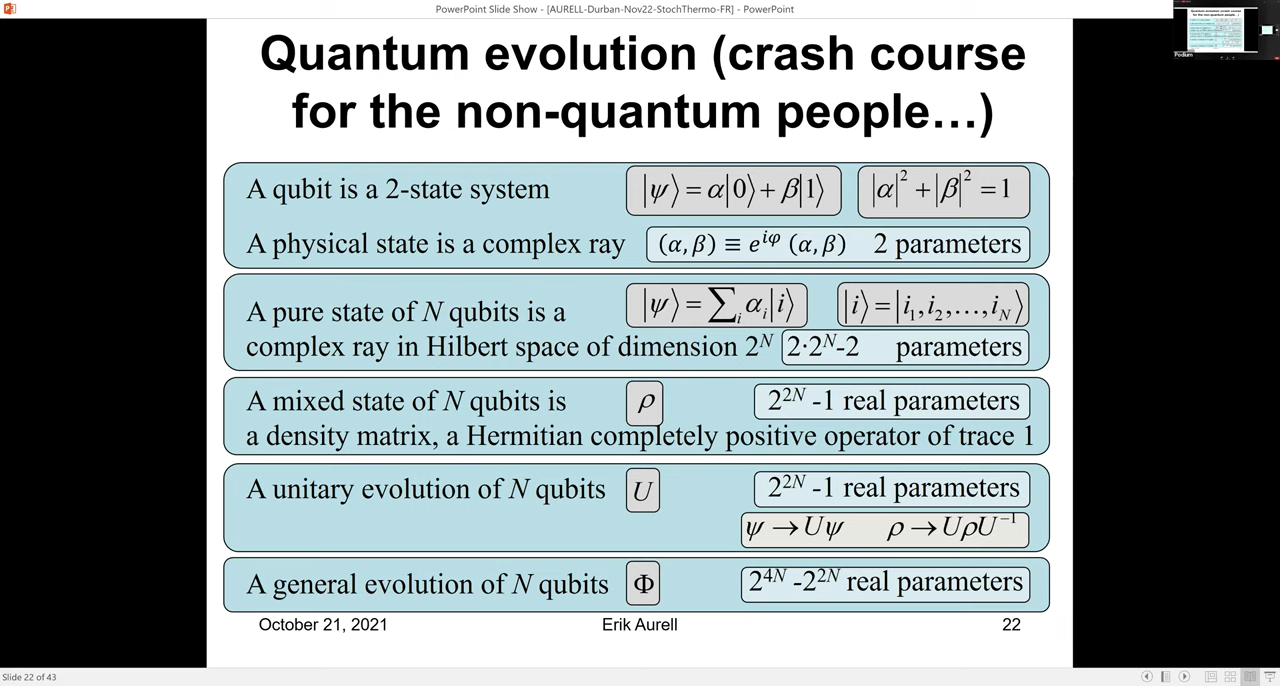 PowerPoint Slide Show - [AURELL-Durban-Nov22-StochThermo-FR] - PowerPoint
Quantum evolution (crash course
for the non-quantum people…)
A qubit is a 2-state system |ψ⟩ = α|0⟩ + β|1⟩ |α|² + |β|² = 1
A physical state is a complex ray (α, β) ≡ e^{iφ} (α, β) 2 parameters
A pure state of N qubits is a |ψ⟩ = ∑_i α_i|i⟩ |i⟩ = |i₁, i₂, …, i_N⟩
complex ray in Hilbert space of dimension 2^N 2·2^N-2 parameters
A mixed state of N qubits is ρ 2^{2N} -1 real parameters
a density matrix, a Hermitian completely positive operator of trace 1
A unitary evolution of N qubits U 2^{2N} -1 real parameters
ψ → Uψ ρ → UρU^{-1}
A general evolution of N qubits Φ 2^{4N} -2^{2N} real parameters
October 21, 2021 Erik Aurell 22
Slide 22 of 43
Podium